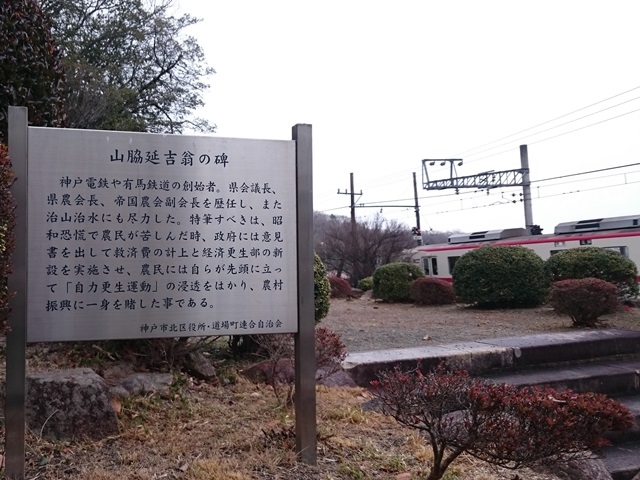 山脇延吉翁の碑
神戸電鉄や有馬鉄道の創始者。県会議長、
県農会長、帝国農会副会長を歴任し、また
治山治水にも尽力した。特筆すべきは、昭
和恐慌で農民が苦しんだ時、政府には意見
書を出して救済費の計上と経済更生部の新
設を実施させ、農民には自らが先頭に立っ
て「自力更生運動」の浸透をはかり、農村
振興に一身を賭した事である。
神戸市北区役所・道場町連合自治会